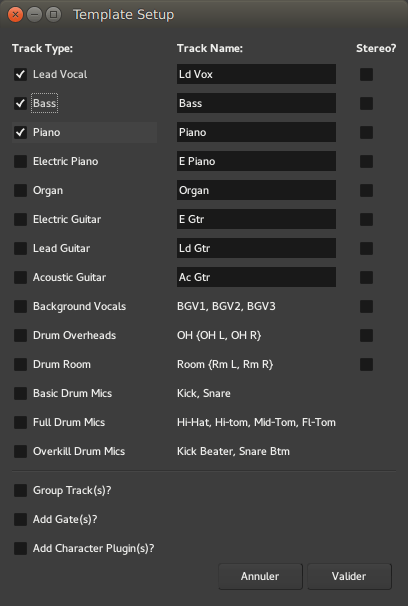 Template Setup
Track Type: Track Name: Stereo?
Lead Vocal Ld Vox
Bass Bass
Piano Piano
Electric Piano E Piano
Organ Organ
Electric Guitar E Gtr
Lead Guitar Ld Gtr
Acoustic Guitar Ac Gtr
Background Vocals BGV1, BGV2, BGV3
Drum Overheads OH {OH L, OH R}
Drum Room Room {Rm L, Rm R}
Basic Drum Mics Kick, Snare
Full Drum Mics Hi-Hat, Hi-tom, Mid-Tom, Fl-Tom
Overkill Drum Mics Kick Beater, Snare Btm
Group Track(s)?
Add Gate(s)?
Add Character Plugin(s)?
Annuler Valider